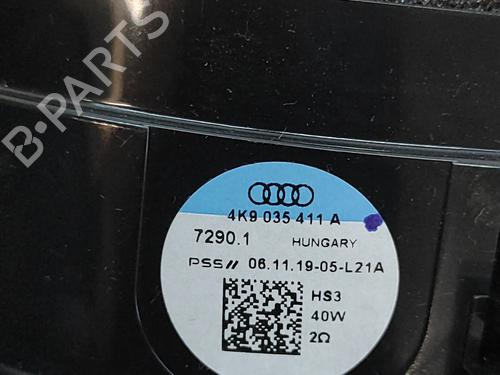 B-PARTS
4K9 035 411 A
7290.1 HUNGARY
PSS// 06.11.19-05-L21A
HS3
40W
2Ω